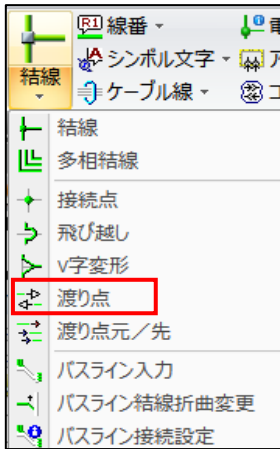 R1 線番
シンボル文字
結線
ケーブル線
結線
多相結線
接続点
飛び越し
V字変形
渡り点
渡り点元／先
パスライン入力
パスライン結線折曲変更
パスライン接続設定